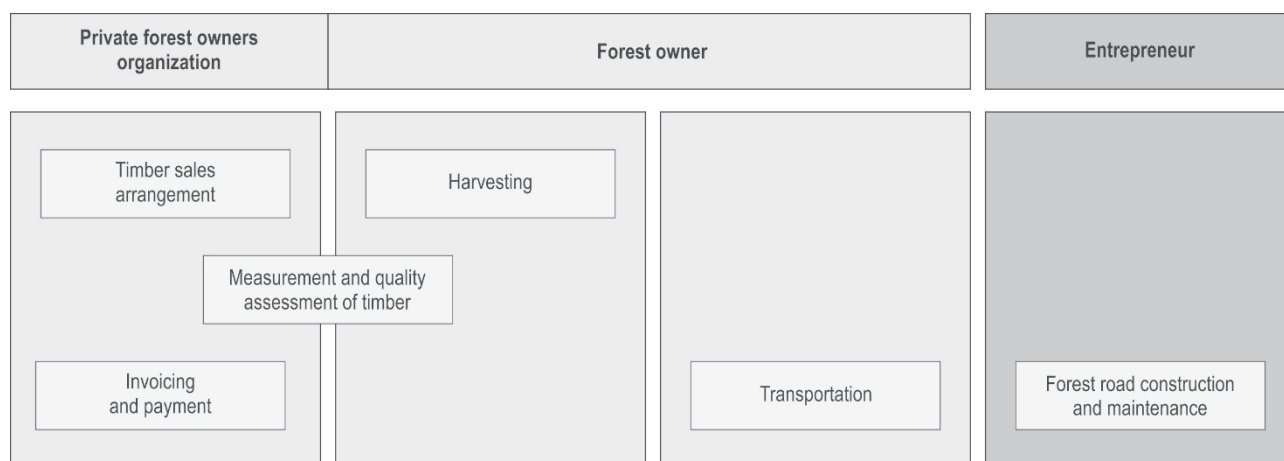 Private forest owners
organization
Forest owner
Entrepreneur
Timber sales
arrangement
Harvesting
Measurement and quality
assessment of timber
Invoicing
and payment
Transportation
Forest road construction
and maintenance